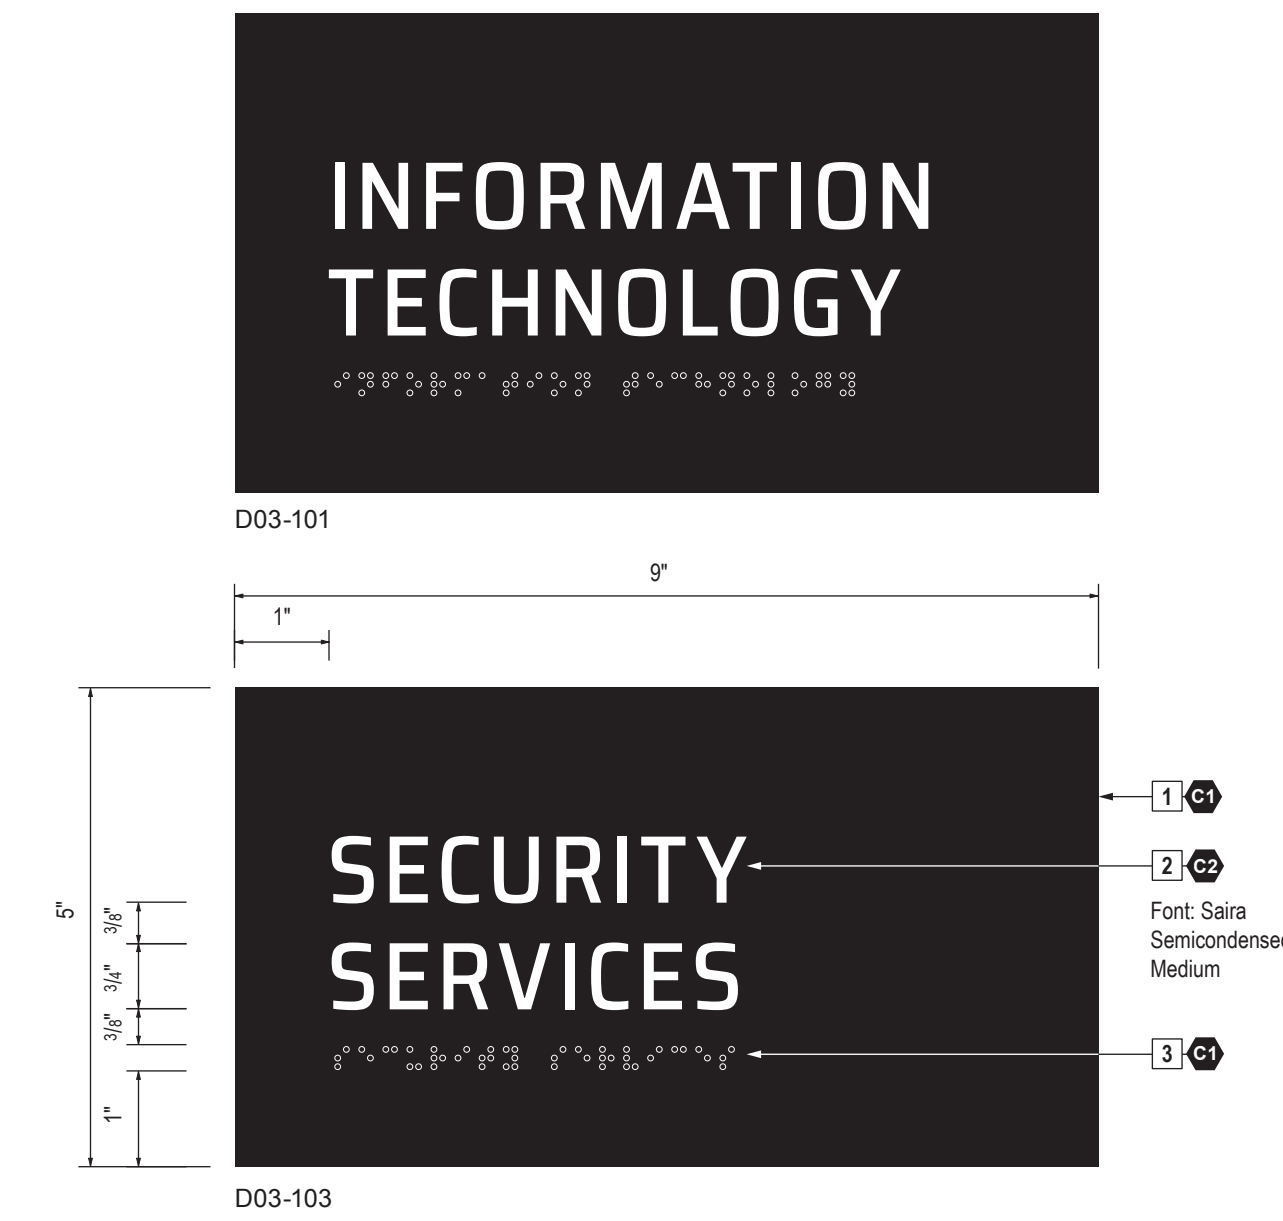 INFORMATION
TECHNOLOGY
⠊⠝⠋⠕⠗⠍⠁⠞⠊⠕⠝ ⠞⠑⠉⠓⠝⠕⠇⠕⠛⠽
D03-101
9"
1"
5"
3/8"
3/4"
3/8"
1"
SECURITY
SERVICES
⠎⠑⠉⠥⠗⠊⠞⠽ ⠎⠑⠗⠧⠊⠉⠑⠎
1 C1
2 C2
Font: Saira
Semicondensed
Medium
3 C1
D03-103